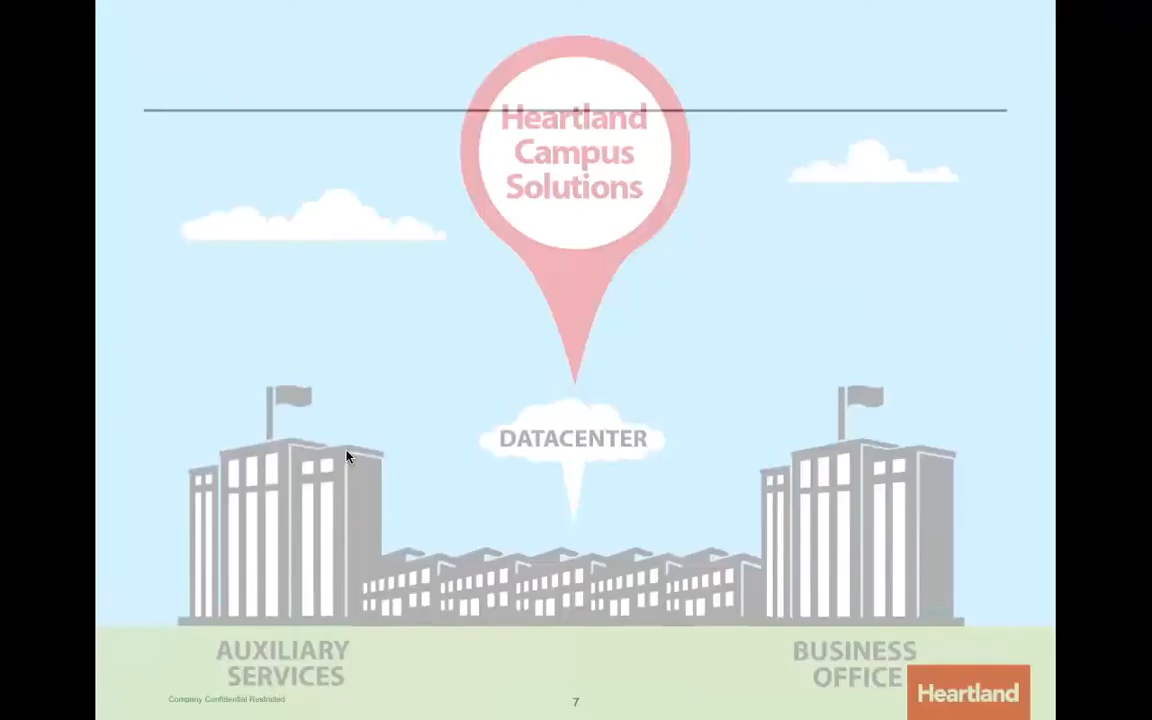 Heartland
Campus
Solutions
DATACENTER
AUXILIARY
SERVICES
BUSINESS
OFFICE
Company Confidential Restricted
7
Heartland